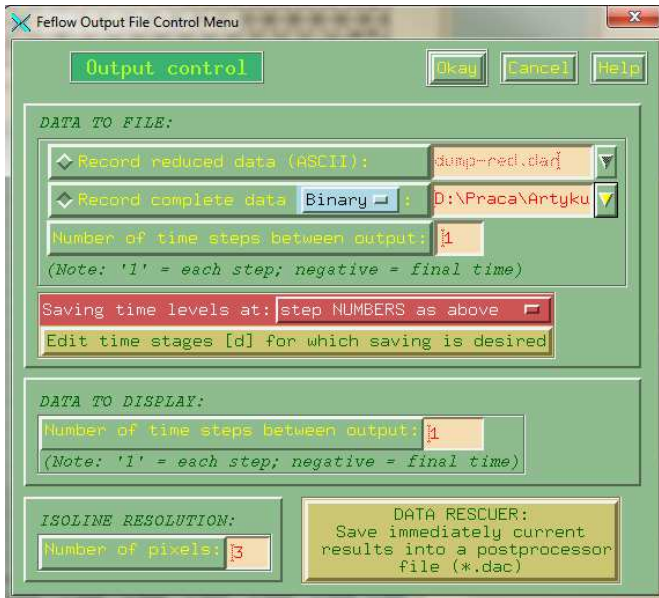 Feflow Output File Control Menu
Output control Okay Cancel Help
DATA TO FILE:
Record reduced data (ASCII): dump-red.dar
Record complete data Binary : D:\Praca\Artyku
Number of time steps between output: 1
(Note: '1' = each step; negative = final time)
Saving time levels at: step NUMBERS as above
Edit time stages [d] for which saving is desired
DATA TO DISPLAY:
Number of time steps between output: 1
(Note: '1' = each step; negative = final time)
ISOLINE RESOLUTION:
Number of pixels: 3
DATA RESCUER:
Save immediately current
results into a postprocessor
file (*.dac)